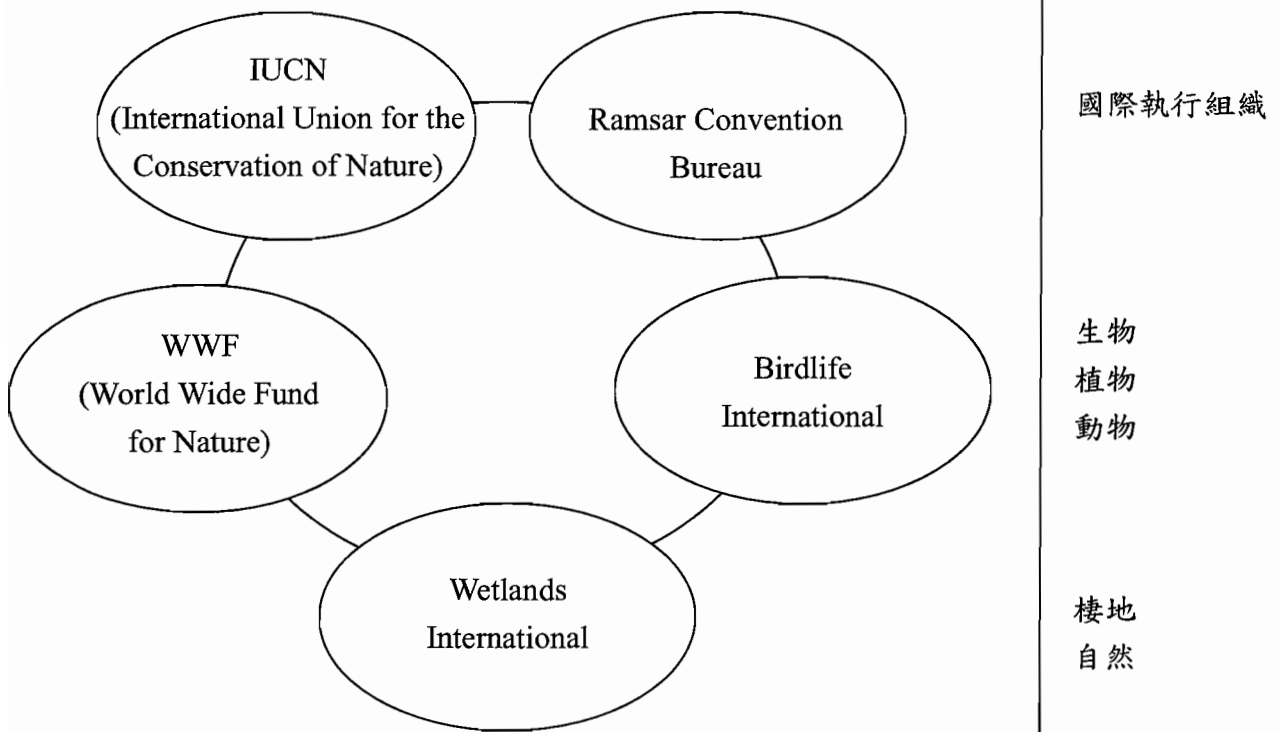 IUCN
(International Union for the
Conservation of Nature)
Ramsar Convention
Bureau
國際執行組織
WWF
(World Wide Fund
for Nature)
Birdlife
International
生物
植物
動物
Wetlands
International
棲地
自然